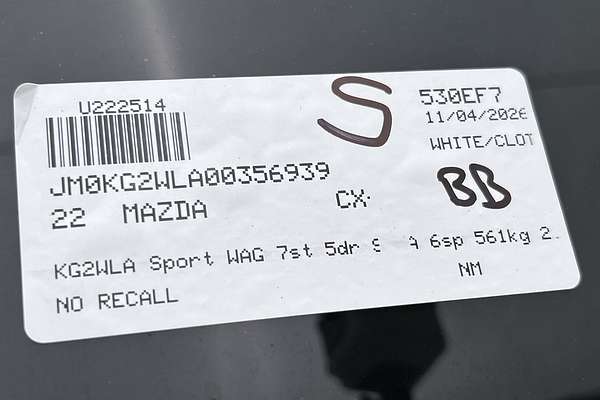 U222514
S
530EF7
11/04/2026
WHITE/CLOT
JM0KG2WLA00356939
BB
22 MAZDA CX-
KG2WLA Sport WAG 7st 5dr S A 6sp 561kg 2.
NM
NO RECALL